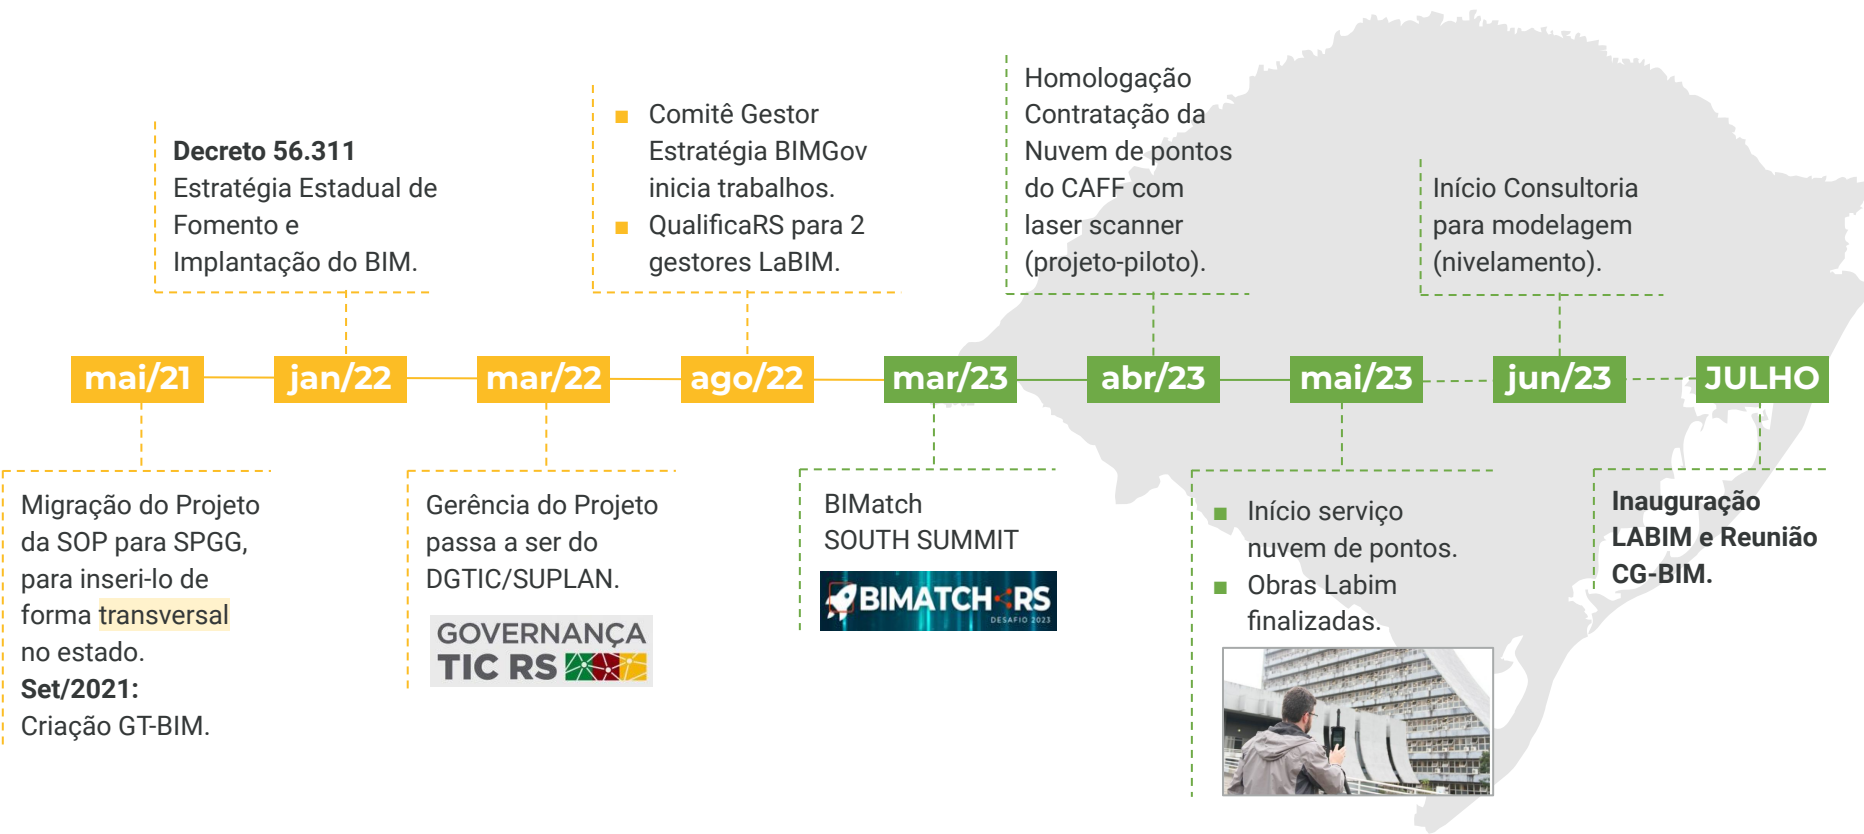 Decreto 56.311
Estratégia Estadual de
Fomento e
Implantação do BIM.
■ Comitê Gestor
Estratégia BIMGov
inicia trabalhos.
■ QualificaRS para 2
gestores LaBIM.
Homologação
Contratação da
Nuvem de pontos
do CAFF com
laser scanner
(projeto-piloto).
Início Consultoria
para modelagem
(nivelamento).
mai/21
jan/22
mar/22
ago/22
mar/23
abr/23
mai/23
jun/23
JULHO
Migração do Projeto
da SOP para SPGG,
para inseri-lo de
forma transversal
no estado.
Set/2021:
Criação GT-BIM.
Gerência do Projeto
passa a ser do
DGTIC/SUPLAN.
GOVERNANÇA
TIC RS
BIMatch
SOUTH SUMMIT
BIMATCH RS
DESAFIO 2023
■ Início serviço
nuvem de pontos.
■ Obras Labim
finalizadas.
Inauguração
LABIM e Reunião
CG-BIM.